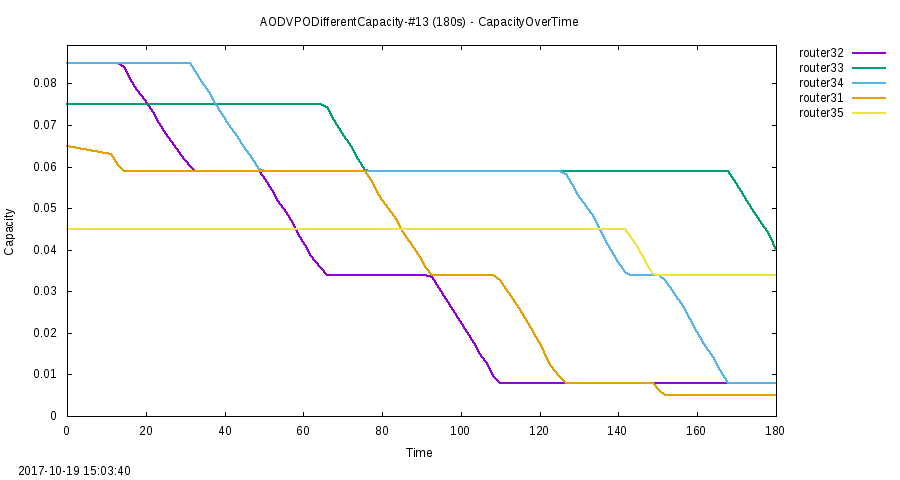 AODVPODifferentCapacity-#13 (180s) - CapacityOverTime
router32
router33
router34
router31
router35
0.08
0.07
0.06
0.05
0.04
0.03
0.02
0.01
0
Capacity
0 20 40 60 80 100 120 140 160 180
Time
2017-10-19 15:03:40